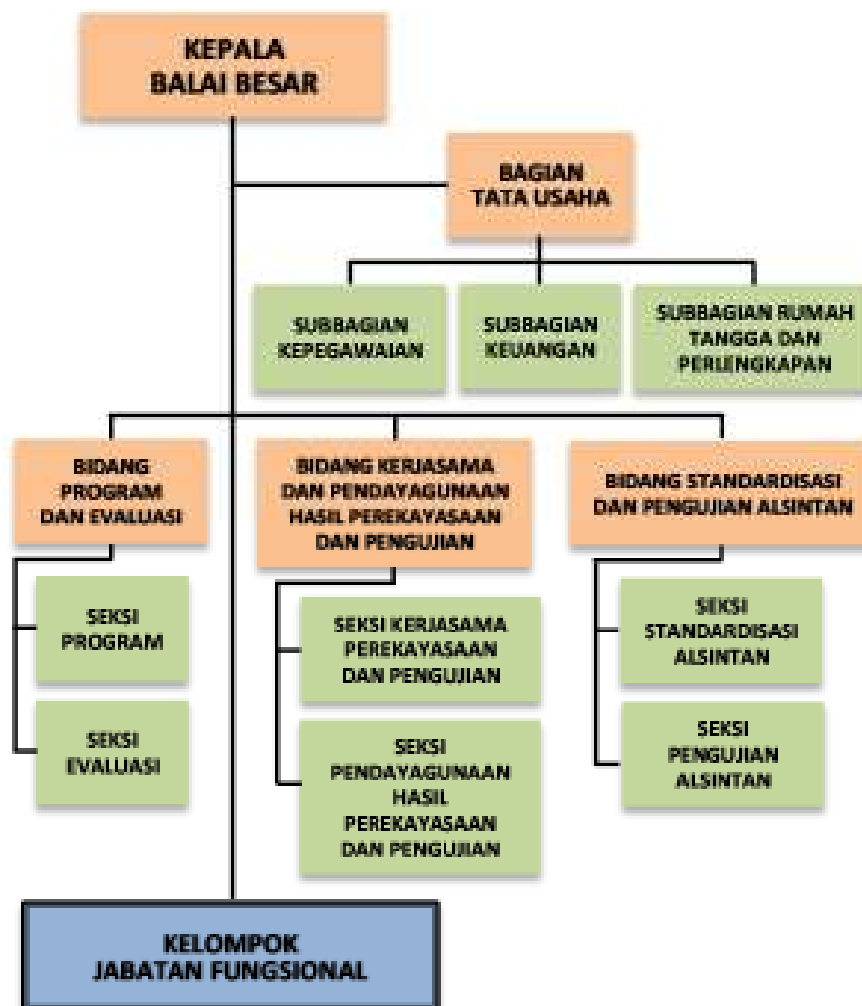 KEPALA
BALAI BESAR
BAGIAN
TATA USAHA
SUBBAGIAN
KEPEGAWAIAN
SUBBAGIAN
KEUANGAN
SUBBAGIAN RUMAH
TANGGA DAN
PERLENGKAPAN
BIDANG
PROGRAM
DAN EVALUASI
BIDANG KERJASAMA
DAN PENDAYAGUNAAN
HASIL PEREKAYASAAN
DAN PENGUJIAN
BIDANG STANDARDISASI
DAN PENGUJIAN ALSINTAN
SEKSI
PROGRAM
SEKSI
EVALUASI
SEKSI KERJASAMA
PEREKAYASAAN
DAN PENGUJIAN
SEKSI
PENDAYAGUNAAN
HASIL
PEREKAYASAAN
DAN PENGUJIAN
SEKSI
STANDARDISASI
ALSINTAN
SEKSI
PENGUJIAN
ALSINTAN
KELOMPOK
JABATAN FUNGSIONAL